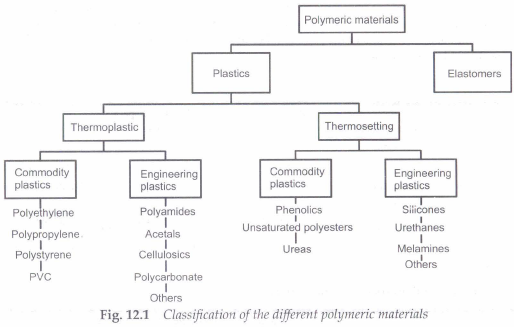 Polymeric materials
Plastics
Elastomers
Thermoplastic
Thermosetting
Commodity
plastics
Engineering
plastics
Commodity
plastics
Engineering
plastics
Polyethylene
Polypropylene
Polystyrene
PVC
Polyamides
Acetals
Cellulosics
Polycarbonate
Others
Phenolics
Unsaturated polyesters
Ureas
Silicones
Urethanes
Melamines
Others
Fig. 12.1 Classification of the different polymeric materials